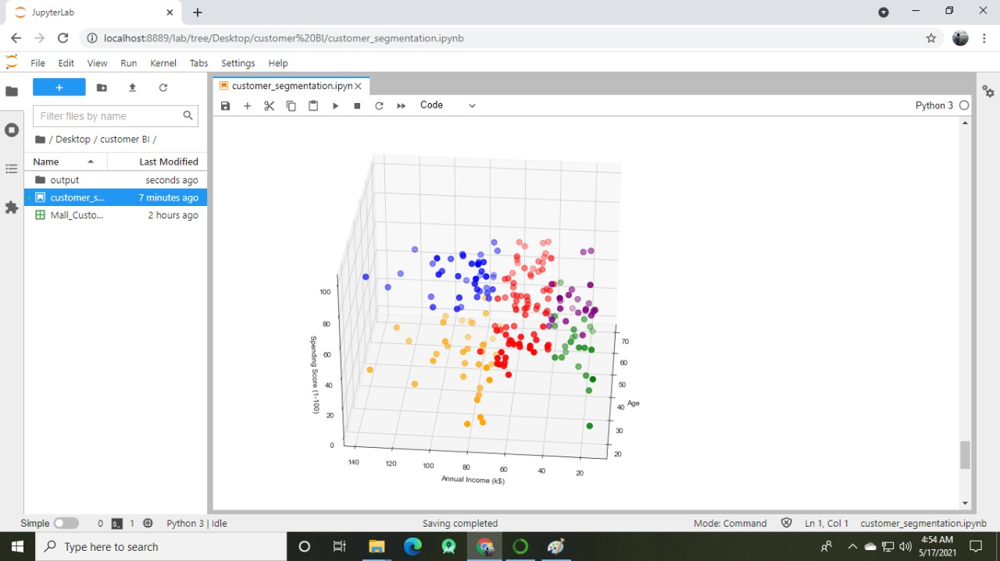 JupyterLab
localhost:8889/lab/tree/Desktop/customer%20BI/customer_segmentation.ipynb
File Edit View Run Kernel Tabs Settings Help
customer_segmentation.ipyn
Filter files by name
Code
Python 3
/ Desktop / customer BI /
Name Last Modified
output seconds ago
customer_s... 7 minutes ago
Mall_Custo... 2 hours ago
100
80
60
40
20
0
Spending Score (1-100)
70
60
50
40
30
20
Age
140 120 100 80 60 40 20
Annual Income (k$)
Simple 0 $_ 1 Python 3 | Idle Saving completed Mode: Command Ln 1, Col 1 customer_segmentation.ipynb
Type here to search
4:54 AM
5/17/2021